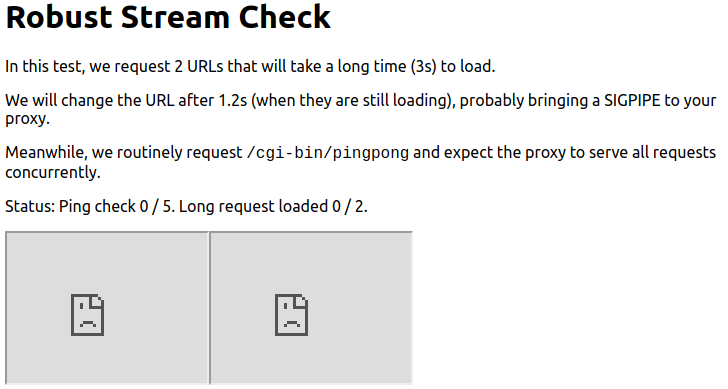 Robust Stream Check
In this test, we request 2 URLs that will take a long time (3s) to load.
We will change the URL after 1.2s (when they are still loading), probably bringing a SIGPIPE to your
proxy.
Meanwhile, we routinely request /cgi-bin/pingpong and expect the proxy to serve all requests
concurrently.
Status: Ping check 0 / 5. Long request loaded 0 / 2.